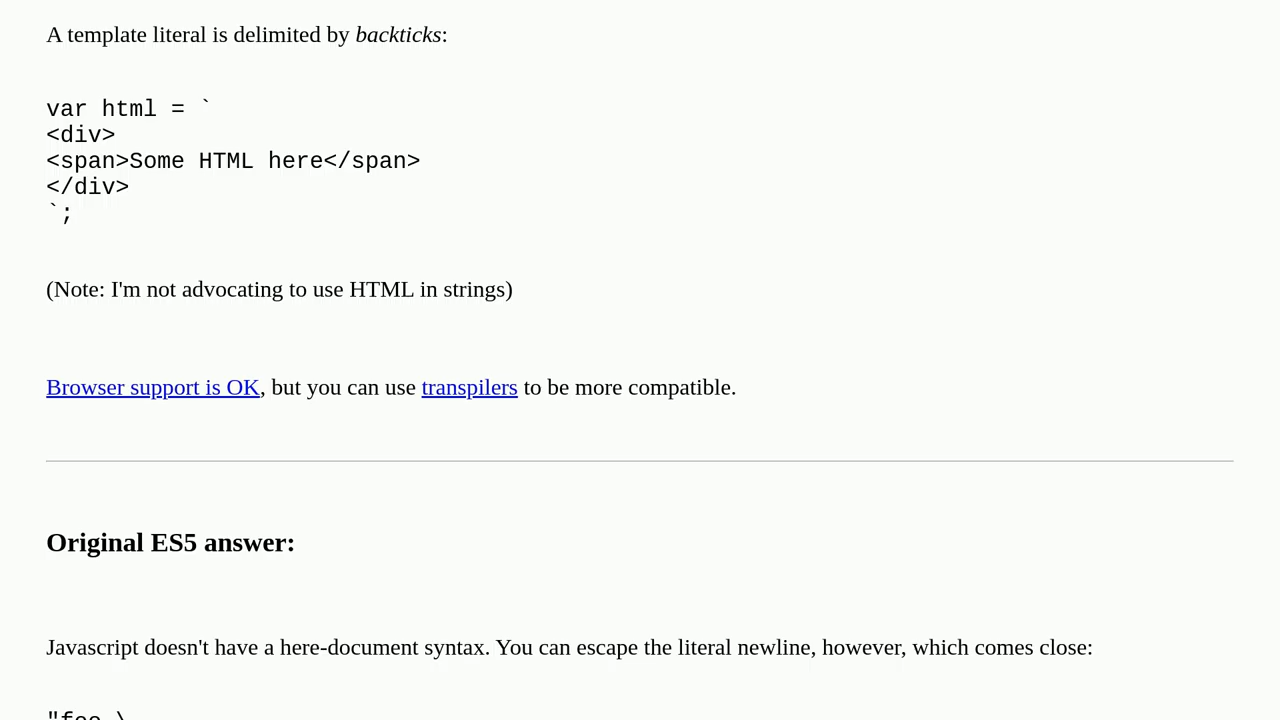 A template literal is delimited by backticks:
var html = `
<div>
<span>Some HTML here</span>
</div>
`;
(Note: I'm not advocating to use HTML in strings)
Browser support is OK, but you can use transpilers to be more compatible.
Original ES5 answer:
Javascript doesn't have a here-document syntax. You can escape the literal newline, however, which comes close:
"foo \